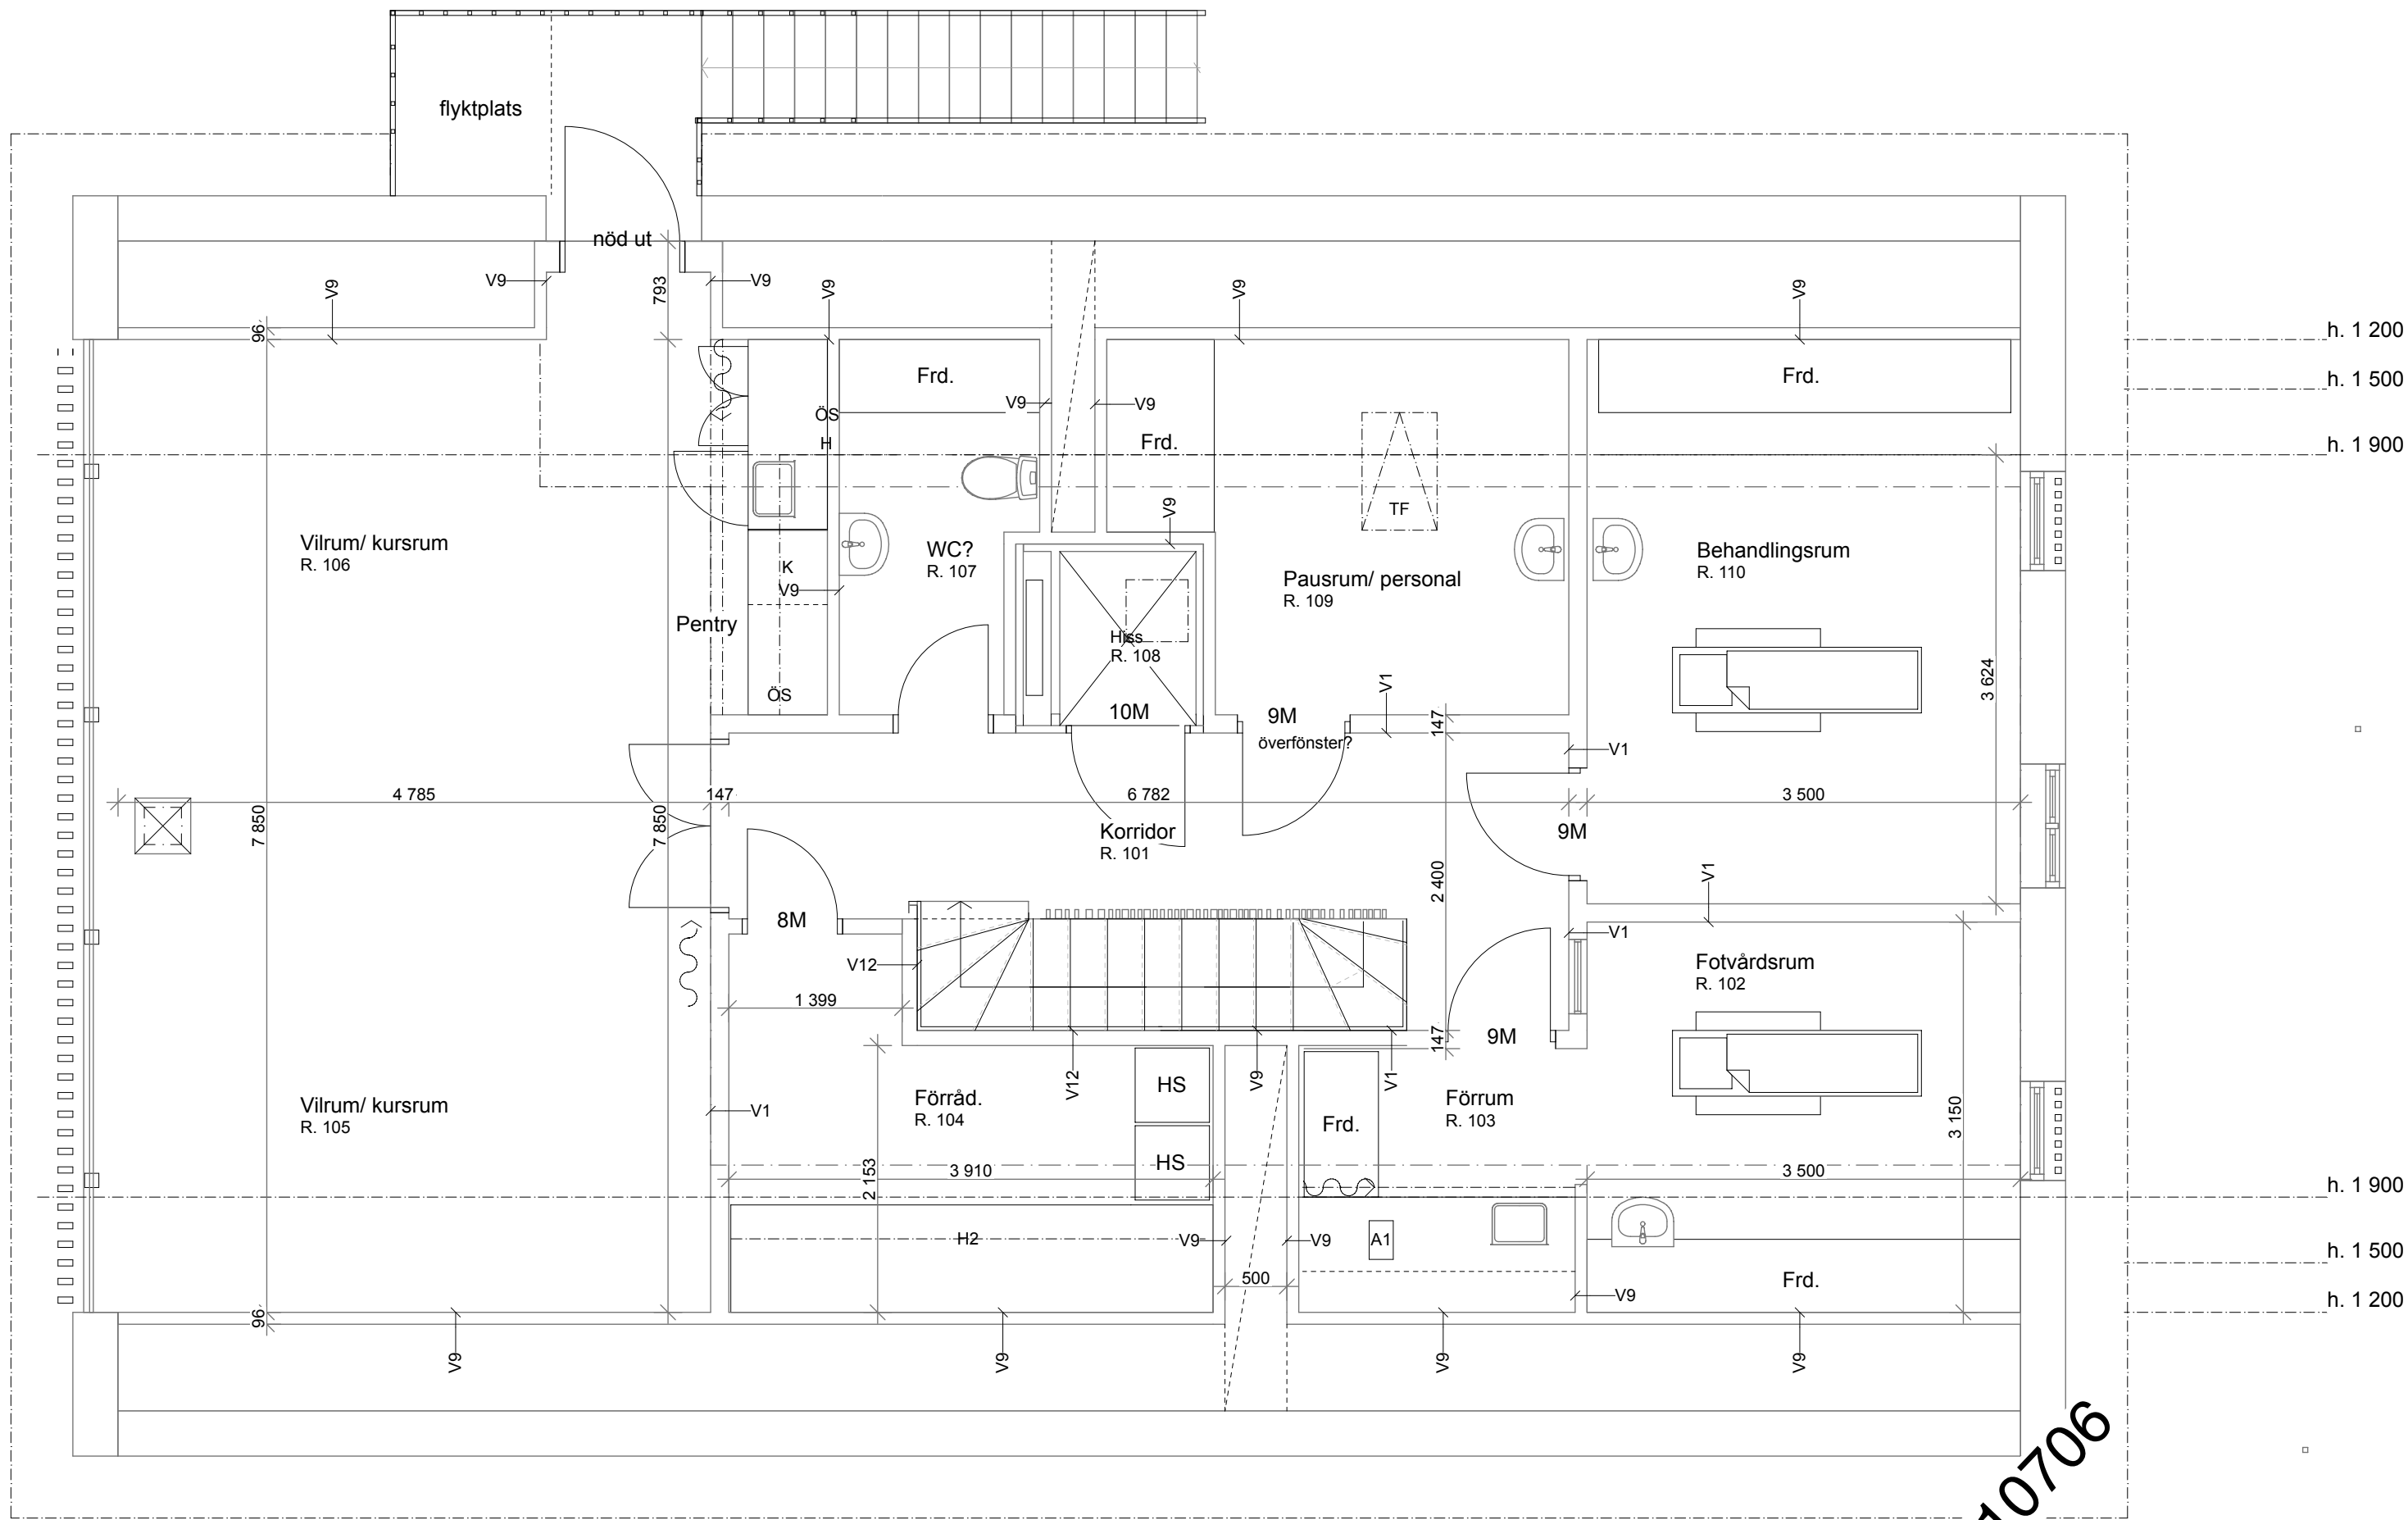 flyktplats
nöd ut
V9
V9
V9
V9
V9
V9
793
96
h. 1 200
h. 1 500
h. 1 900
Frd.
Frd.
Frd.
V9
V9
ÖS
H
TF
V9
Vilrum/ kursrum
R. 106
WC?
R. 107
K
V9
Pentry
ÖS
Hiss
R. 108
Pausrum/ personal
R. 109
Behandlingsrum
R. 110
3 624
V1
10M
9M
överfönster?
147
V1
4 785
147
6 782
3 500
7 850
7 850
Korridor
R. 101
9M
2 400
V1
8M
V12
V1
Fotvårdsrum
R. 102
1 399
147
9M
V12
V9
V1
HS
Förråd.
R. 104
Förrum
R. 103
Frd.
Vilrum/ kursrum
R. 105
V1
3 150
HS
2 153
3 910
3 500
h. 1 900
H2
V9
V9
A1
h. 1 500
500
Frd.
V9
h. 1 200
96
V9
V9
V9
V9
10706